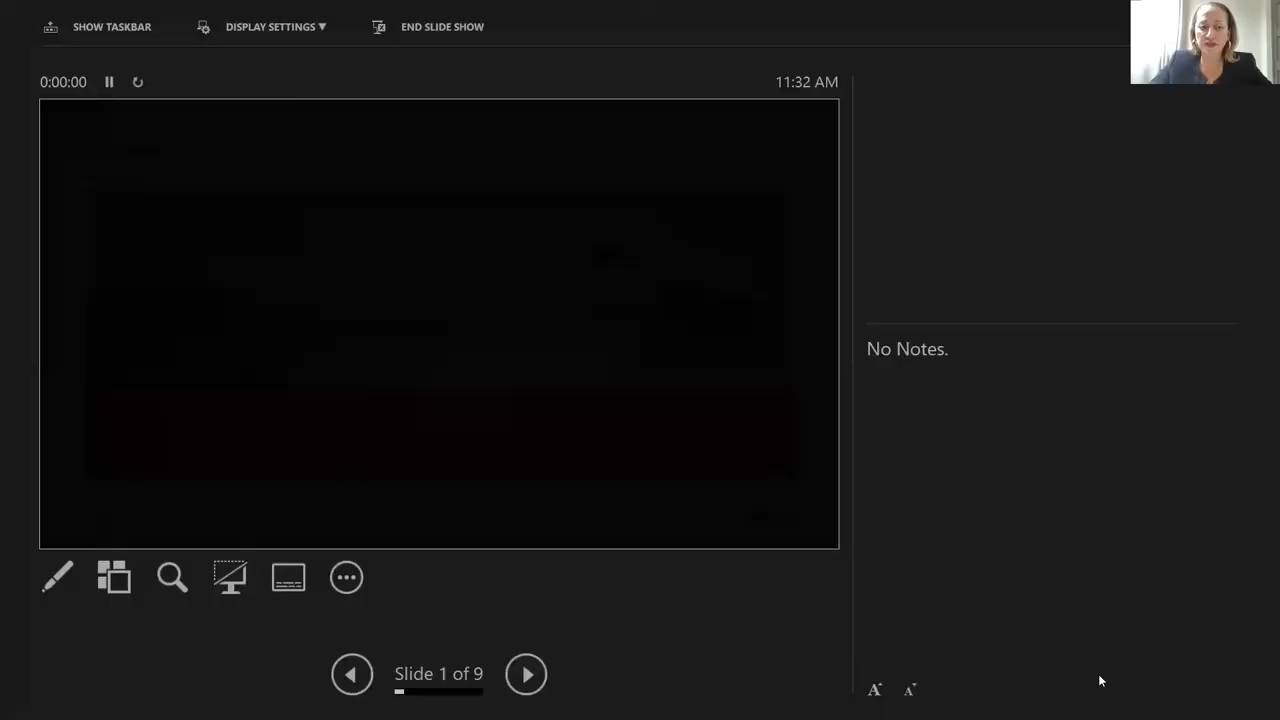 SHOW TASKBAR DISPLAY SETTINGS ▼ END SLIDE SHOW
0:00:00 11:32 AM
No Notes.
Slide 1 of 9
A A